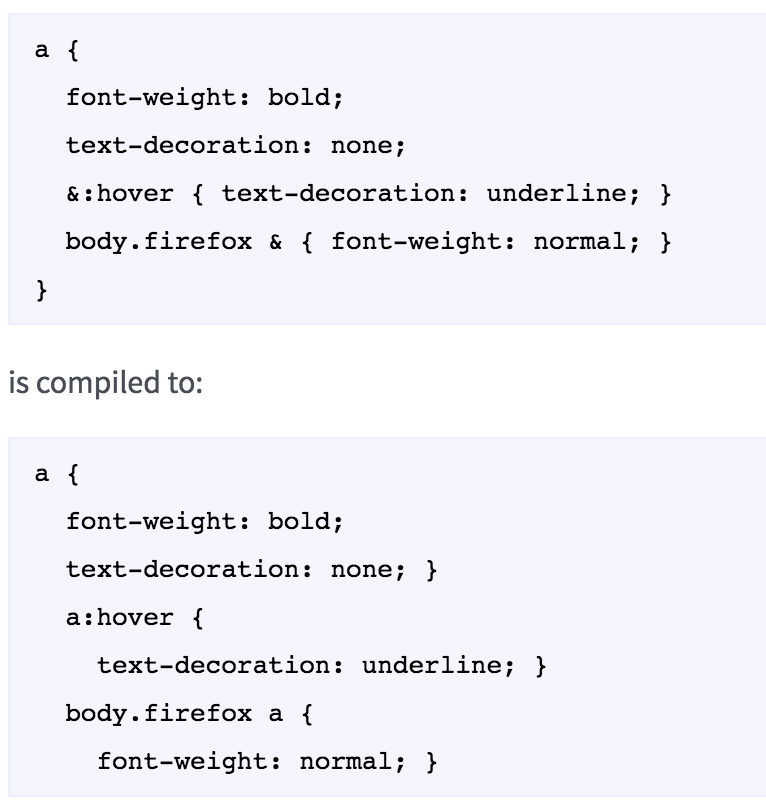 a {
  font-weight: bold;
  text-decoration: none;
  &:hover { text-decoration: underline; }
  body.firefox & { font-weight: normal; }
}
is compiled to:
a {
  font-weight: bold;
  text-decoration: none; }
  a:hover {
    text-decoration: underline; }
  body.firefox a {
    font-weight: normal; }